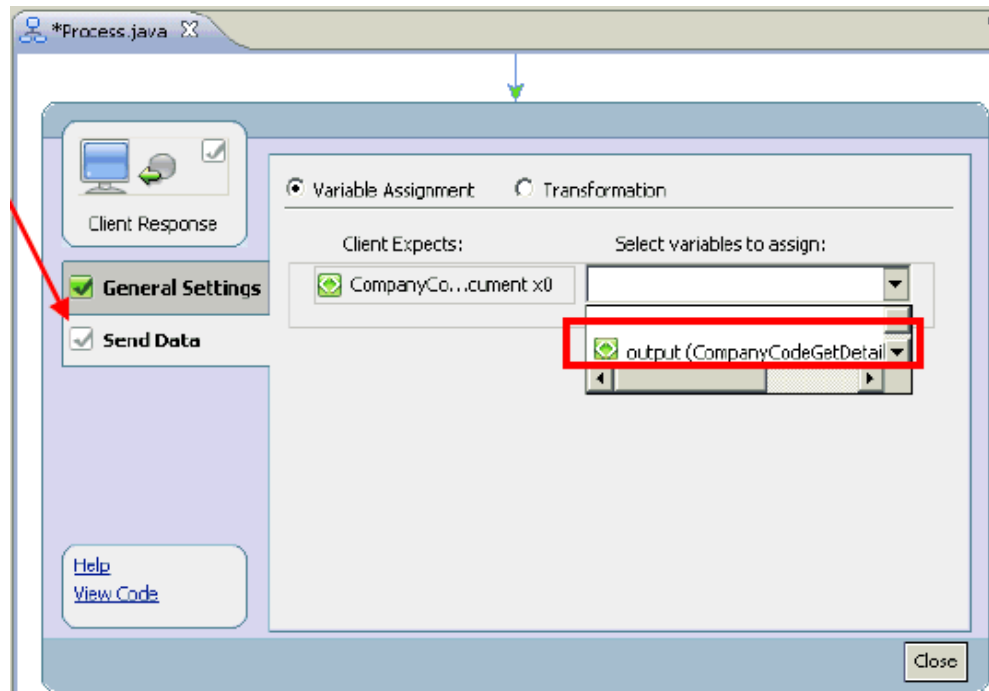 *Process.java
Client Response
General Settings
Send Data
Variable Assignment
Transformation
Client Expects:
Select variables to assign:
CompanyCo...cument x0
output (CompanyCodeGetDetail
Help
View Code
Close